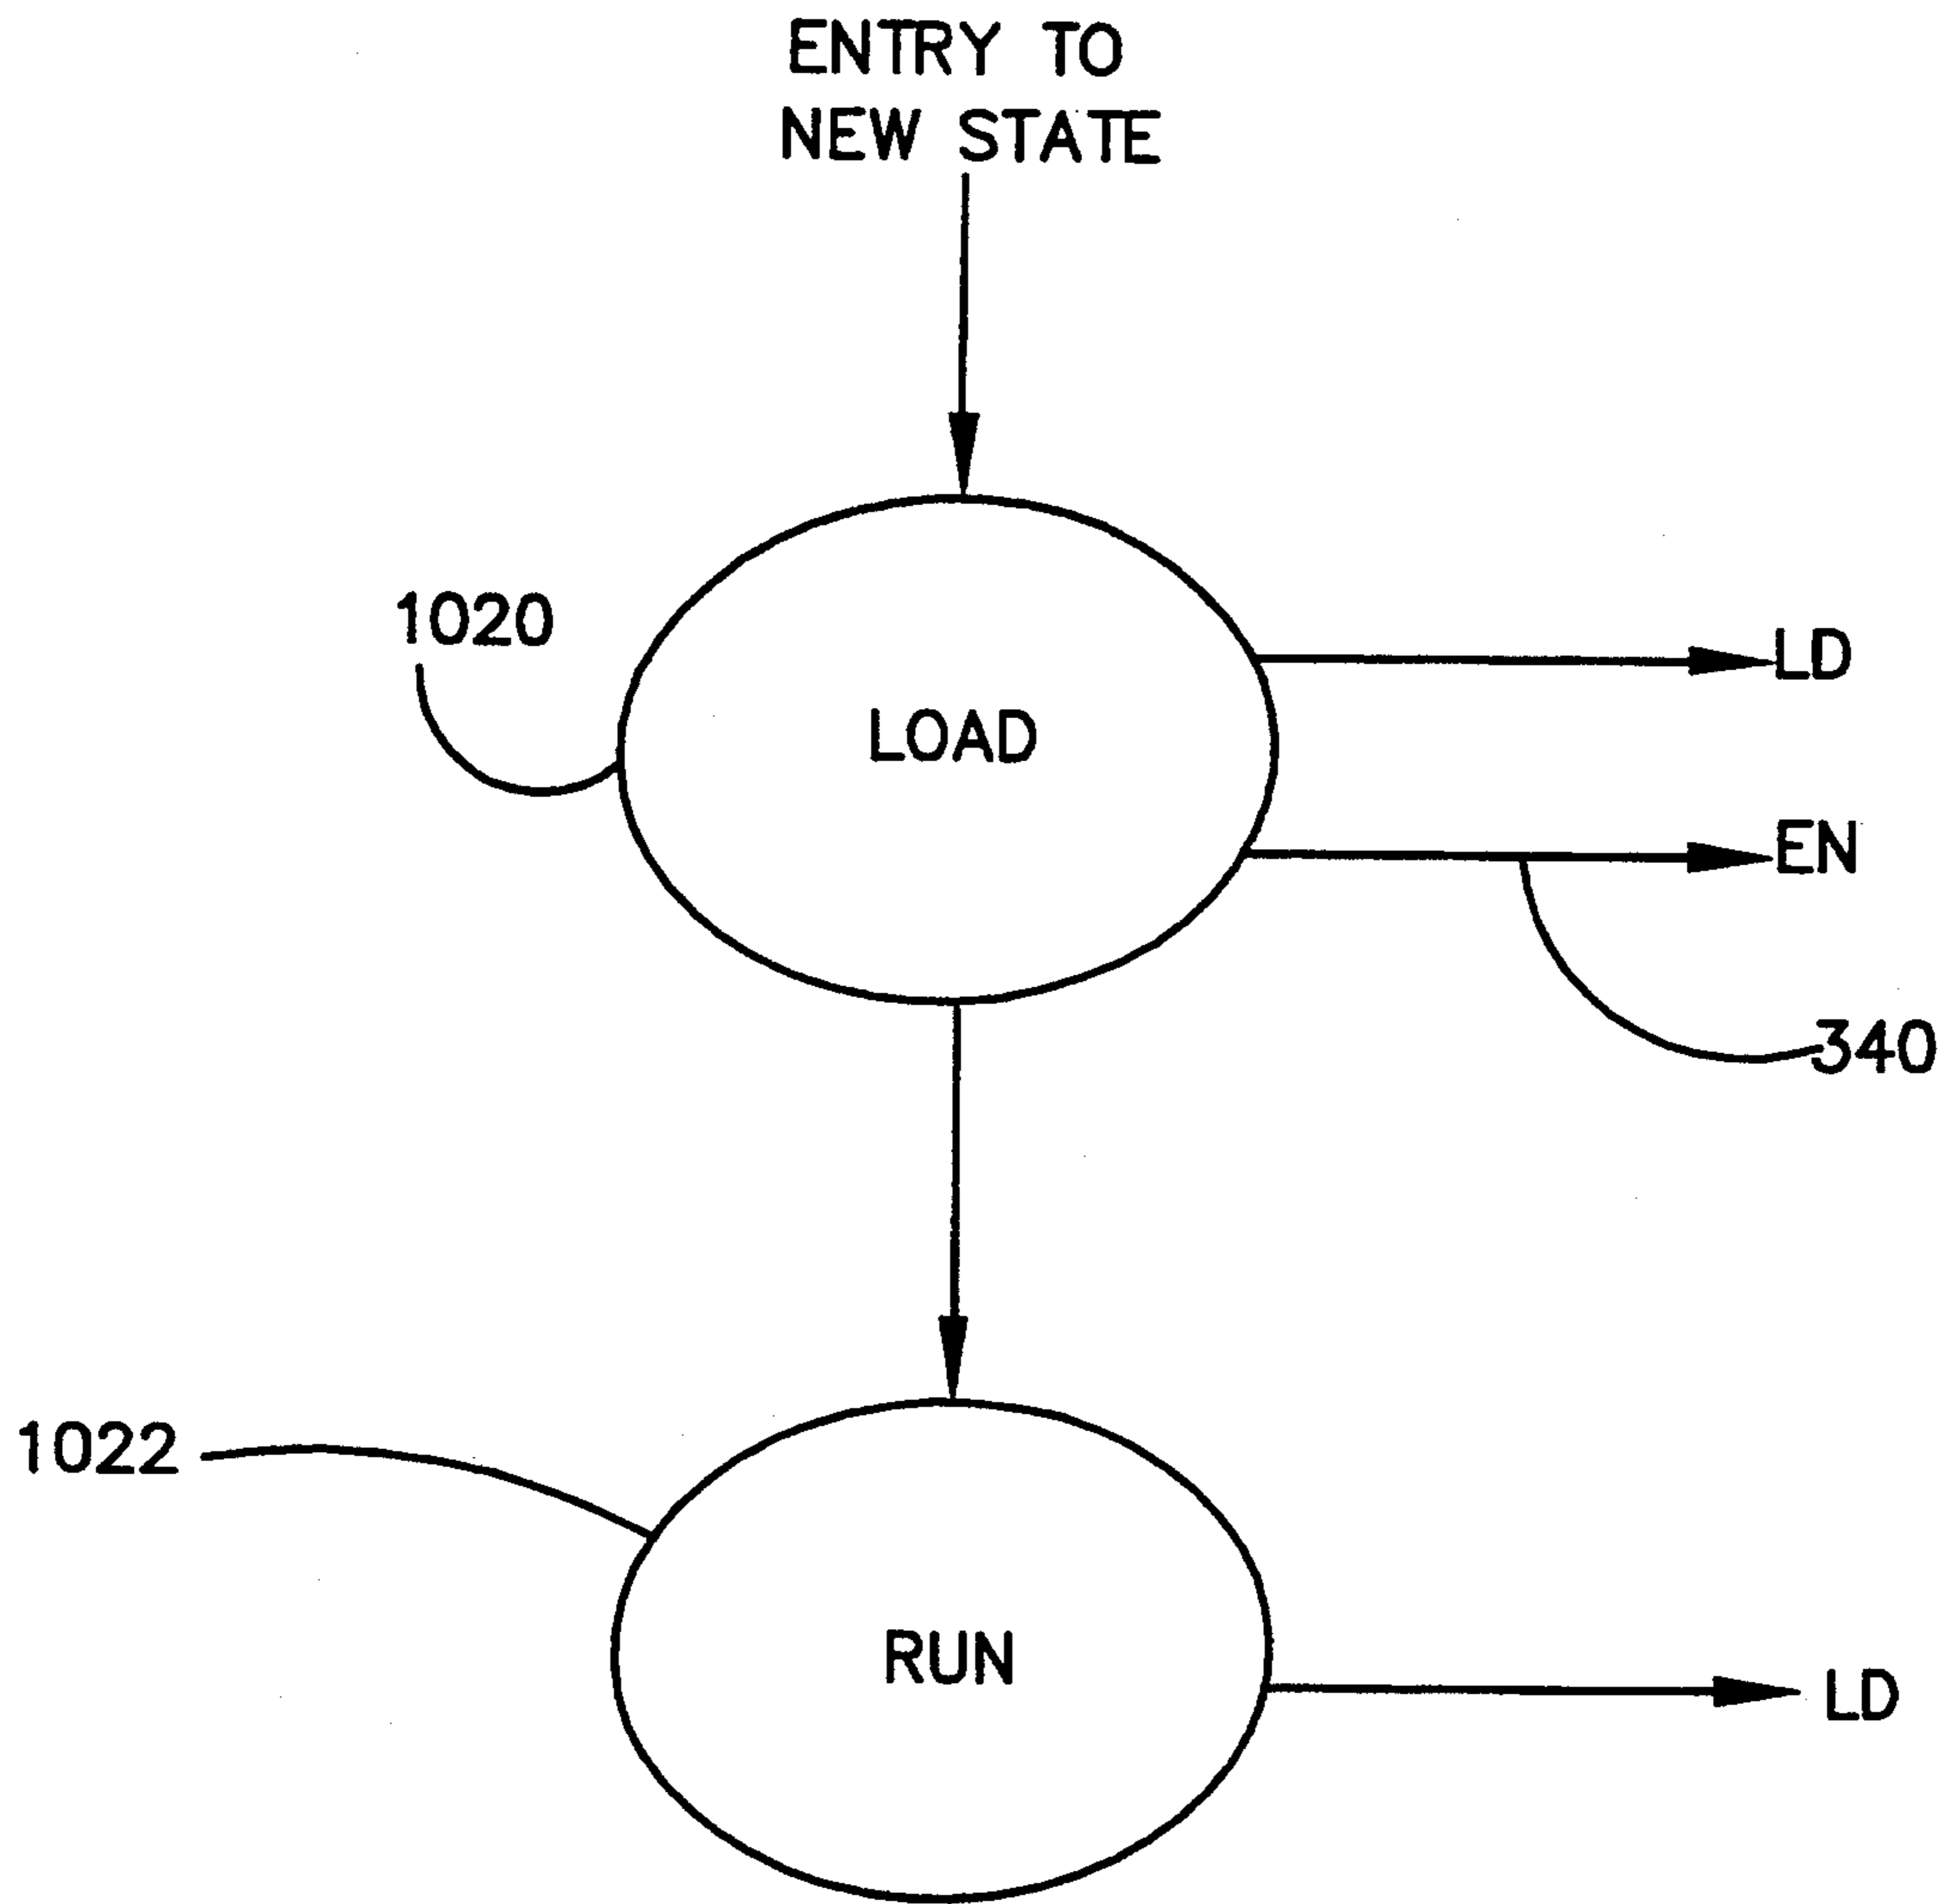 ENTRY TO
NEW STATE
1020
LD
LOAD
EN
340
1022
RUN
LD